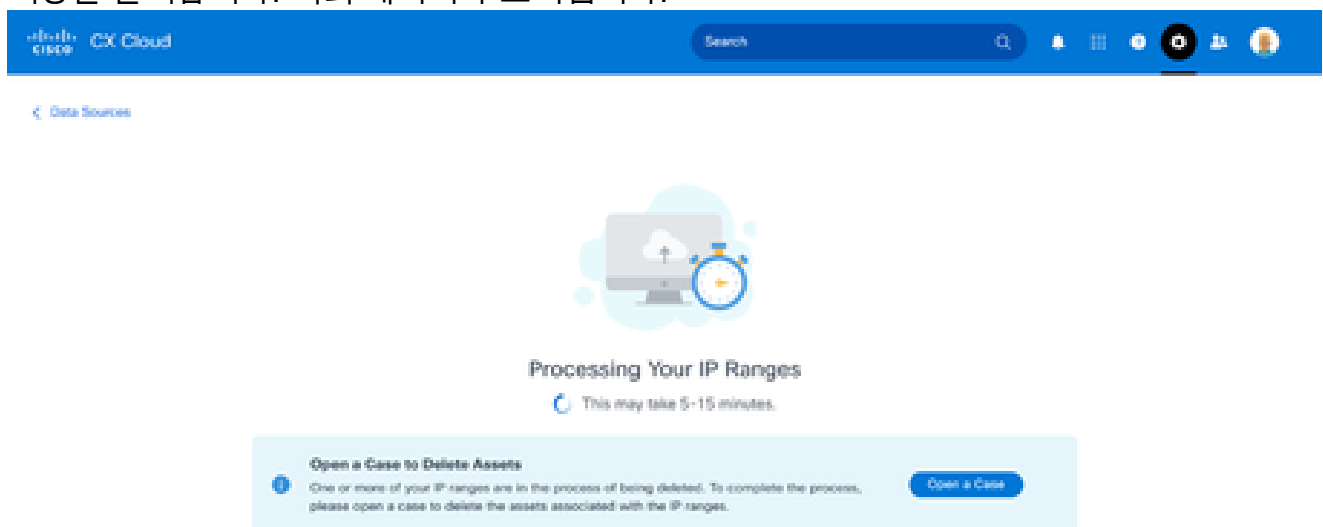 CISCO CX Cloud Search
Data Sources
Processing Your IP Ranges
This may take 5-15 minutes.
Open a Case to Delete Assets
One or more of your IP ranges are in the process of being deleted. To complete the process,
please open a case to delete the assets associated with the IP ranges.
Open a Case